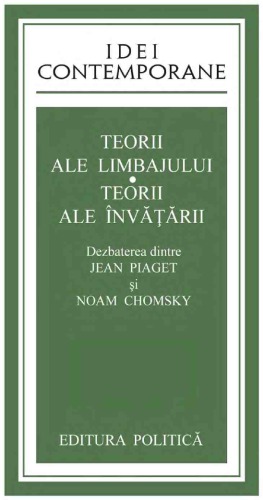 IDEI
CONTEMPORANE
TEORII
ALE LIMBAJULUI
•
TEORII
ALE ÎNVĂȚĂRII
Dezbaterea dintre
JEAN PIAGET
și
NOAM CHOMSKY
EDITURA POLITICĂ